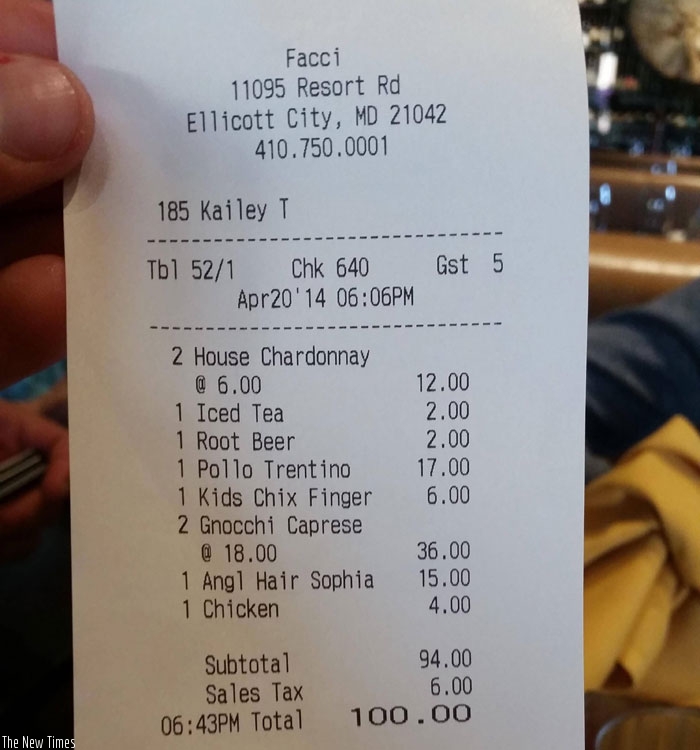 Facci
11095 Resort Rd
Ellicott City, MD 21042
410.750.0001
185 Kailey T
--------------------------------
Tbl 52/1 Chk 640 Gst 5
Apr20'14 06:06PM
--------------------------------
2 House Chardonnay
@ 6.00 12.00
1 Iced Tea 2.00
1 Root Beer 2.00
1 Pollo Trentino 17.00
1 Kids Chix Finger 6.00
2 Gnocchi Caprese
@ 18.00 36.00
1 Angl Hair Sophia 15.00
1 Chicken 4.00
Subtotal 94.00
Sales Tax 6.00
06:43PM Total 100.00
The New Times